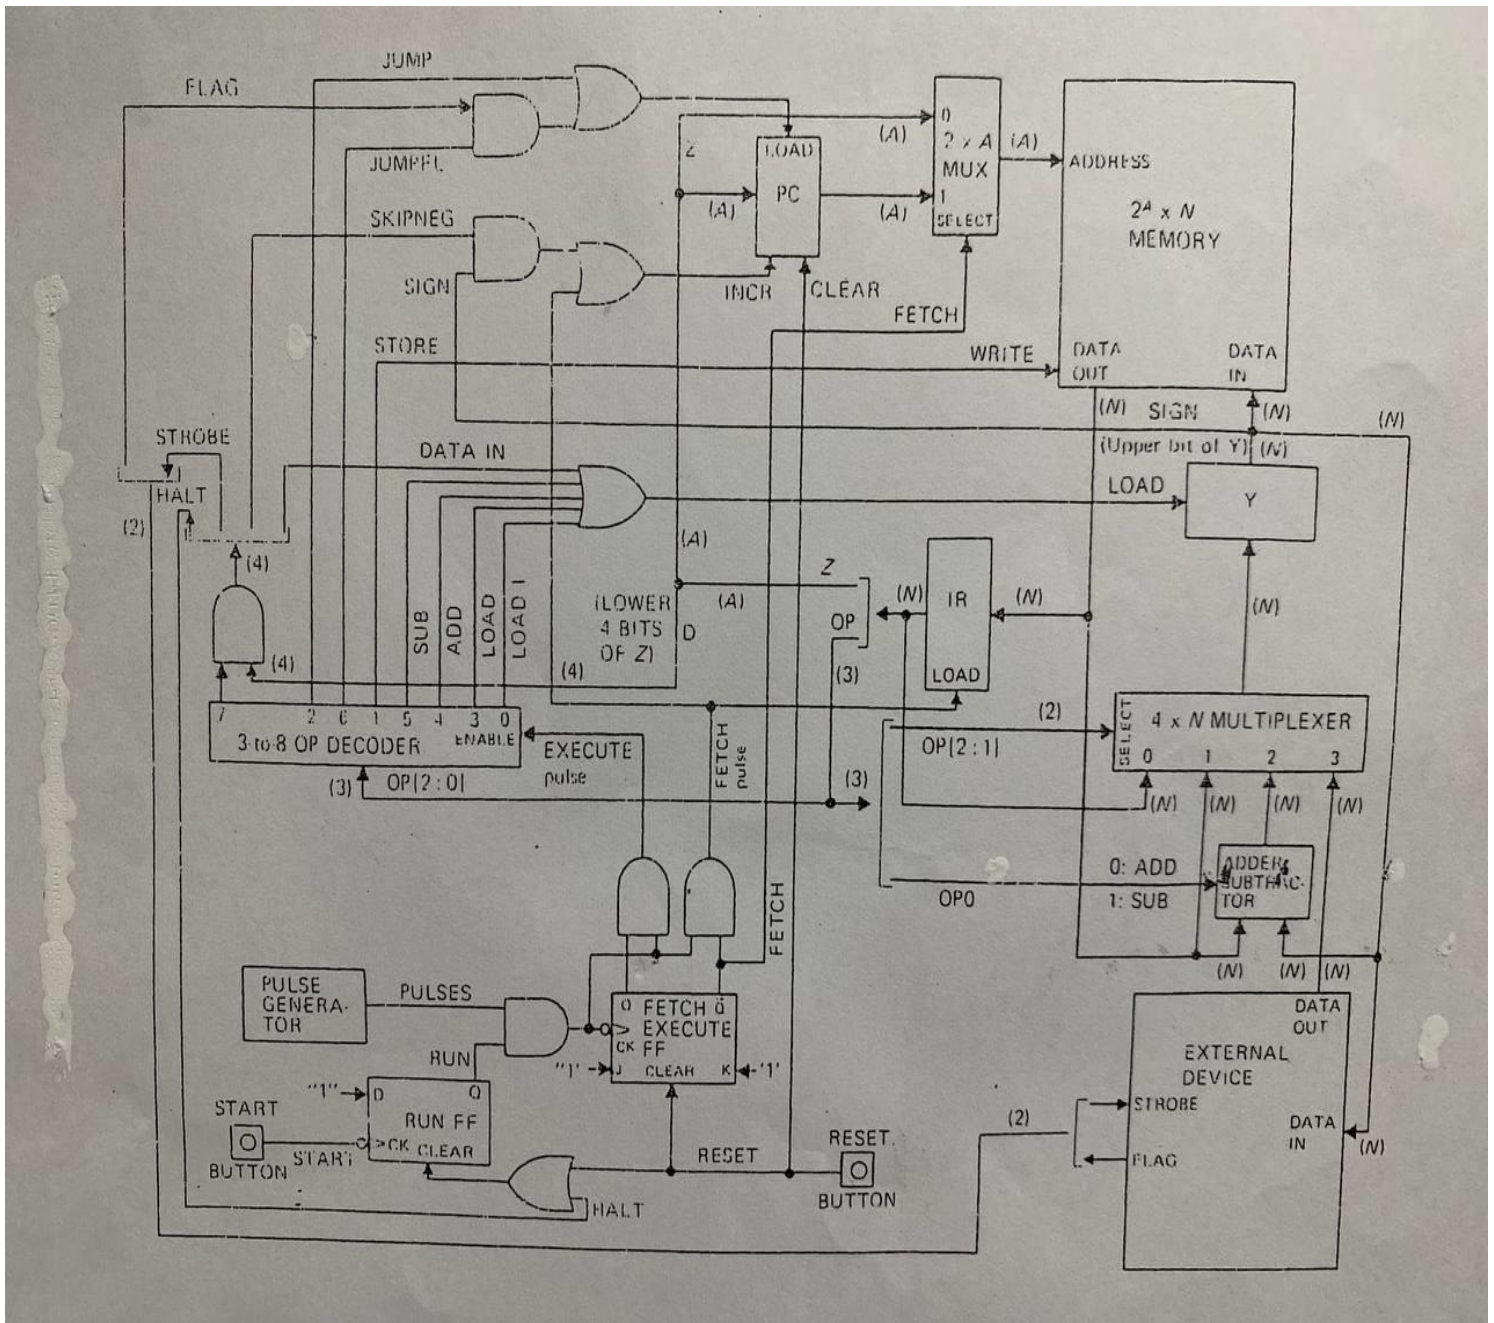 JUMP
FLAG
JUMPFL
SKIPNEG
SIGN
STORE
Z
(A)
(A)
(A)
(A)
LOAD
PC
INCR
CLEAR
0
2 x A
MUX
1
SELECT
FETCH
WRITE
ADDRESS
2ᴬ x N
MEMORY
DATA
OUT
DATA
IN
(N)
SIGN
(N)
(N)
(Upper bit of Y)
(N)
STROBE
HALT
(2)
DATA IN
LOAD
Y
(4)
(A)
Z
(A)
(LOWER
4 BITS
OF Z)
D
OP
(3)
(N)
IR
(N)
LOAD
(N)
(4)
(4)
SUB
ADD
LOAD
LOAD I
7
2
6
1
5
4
3
0
3-to-8 OP DECODER
ENABLE
EXECUTE
pulse
FETCH
pulse
(3)
OP[2:0]
(3)
(2)
OP[2:1]
SELECT
4 x N MULTIPLEXER
0
1
2
3
(N)
(N)
(N)
(N)
0: ADD
OP0
1: SUB
ADDER/
SUBTRAC-
TOR
(N)
(N)
(N)
FETCH
PULSE
GENERA-
TOR
PULSES
RUN
Q
FETCH
Q̄
EXECUTE
CK
FF
"1"
J
CLEAR
K
"1"
"1"
D
Q
RUN FF
>CK
CLEAR
START
BUTTON
START
RESET
RESET
BUTTON
HALT
(2)
DATA
OUT
EXTERNAL
DEVICE
STROBE
FLAG
DATA
IN
(N)